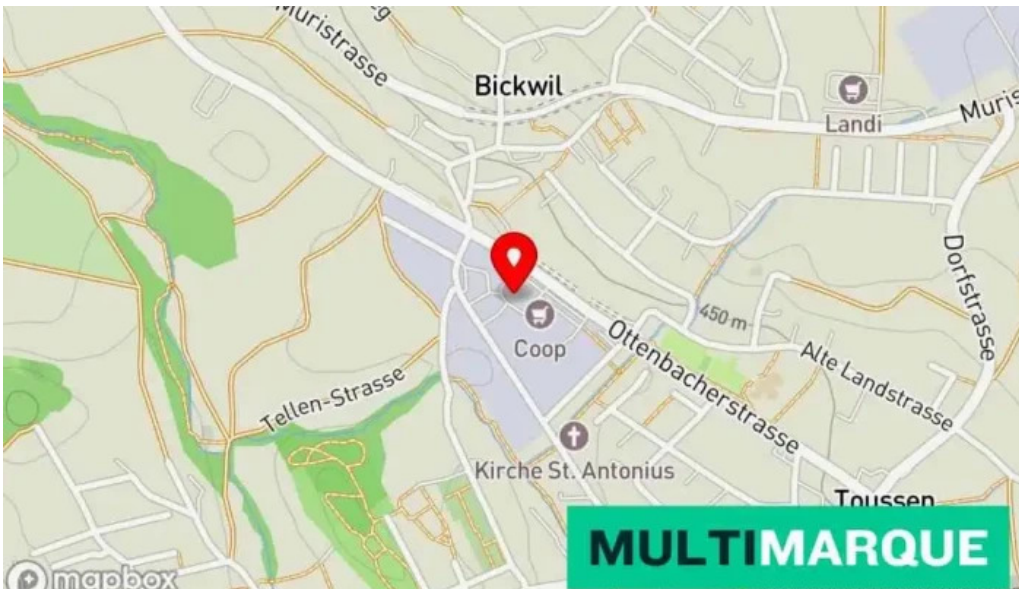 Muristrasse
Bickwil
Landi
Muris
Dorfstrasse
450 m
Coop
Ottenbacherstrasse
Alte Landstrasse
Tellen-Strasse
Kirche St. Antonius
Toussen
MULTIMARQUE
mapbox